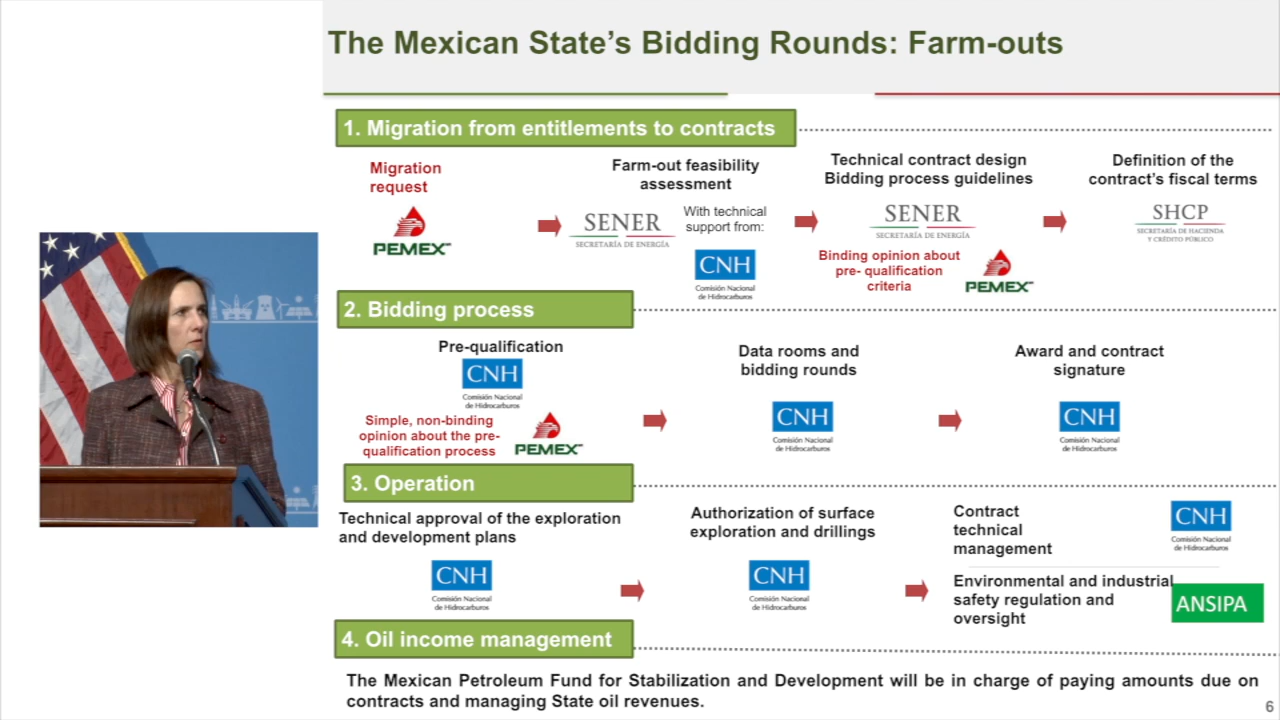 The Mexican State's Bidding Rounds: Farm-outs
1. Migration from entitlements to contracts
Migration
request
PEMEX™
Farm-out feasibility
assessment
SENER
SECRETARÍA DE ENERGÍA
With technical
support from:
CNH
Comisión Nacional
de Hidrocarburos
Technical contract design
Bidding process guidelines
SENER
SECRETARÍA DE ENERGÍA
Binding opinion about
pre- qualification
criteria
PEMEX™
Definition of the
contract's fiscal terms
SHCP
SECRETARÍA DE HACIENDA
Y CRÉDITO PÚBLICO
2. Bidding process
Pre-qualification
CNH
Comisión Nacional
de Hidrocarburos
Simple, non-binding
opinion about the pre-
qualification process
PEMEX™
Data rooms and
bidding rounds
CNH
Comisión Nacional
de Hidrocarburos
Award and contract
signature
CNH
Comisión Nacional
de Hidrocarburos
3. Operation
Technical approval of the exploration
and development plans
CNH
Comisión Nacional
de Hidrocarburos
Authorization of surface
exploration and drillings
CNH
Comisión Nacional
de Hidrocarburos
Contract
technical
management
CNH
Comisión Nacional
de Hidrocarburos
Environmental and industrial
safety regulation and
oversight
ANSIPA
4. Oil income management
The Mexican Petroleum Fund for Stabilization and Development will be in charge of paying amounts due on
contracts and managing State oil revenues.
6